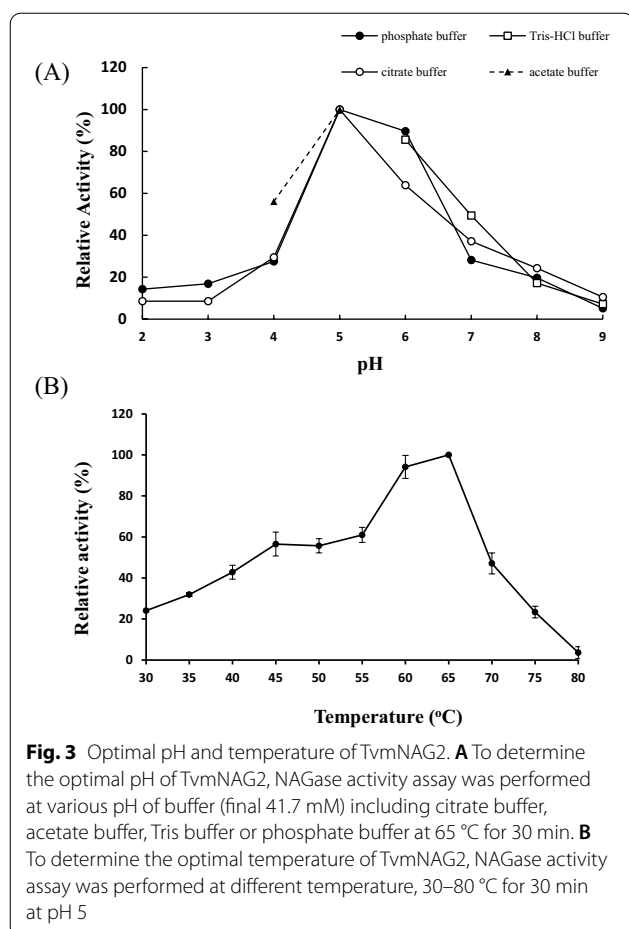 phosphate buffer Tris-HCl buffer
(A) citrate buffer acetate buffer
120
100
80
60
40
20
0
Relative Activity (%)
2 3 4 5 6 7 8 9
pH
(B)
120
100
80
60
40
20
0
Relative activity (%)
30 35 40 45 50 55 60 65 70 75 80
Temperature (°C)
Fig. 3 Optimal pH and temperature of TvmNAG2. A To determine
the optimal pH of TvmNAG2, NAGase activity assay was performed
at various pH of buffer (final 41.7 mM) including citrate buffer,
acetate buffer, Tris buffer or phosphate buffer at 65 °C for 30 min. B
To determine the optimal temperature of TvmNAG2, NAGase activity
assay was performed at different temperature, 30–80 °C for 30 min
at pH 5